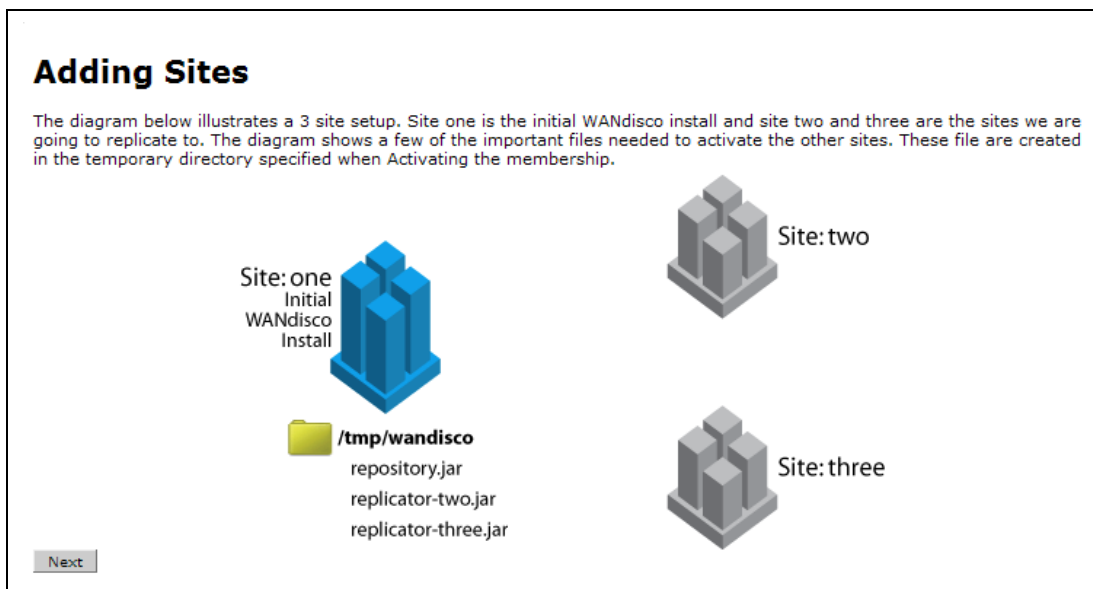 Adding Sites
The diagram below illustrates a 3 site setup. Site one is the initial WANdisco install and site two and three are the sites we are
going to replicate to. The diagram shows a few of the important files needed to activate the other sites. These file are created
in the temporary directory specified when Activating the membership.
Site: two
Site: one
Initial
WANdisco
Install
/tmp/wandisco
repository.jar
replicator-two.jar
replicator-three.jar
Site: three
Next